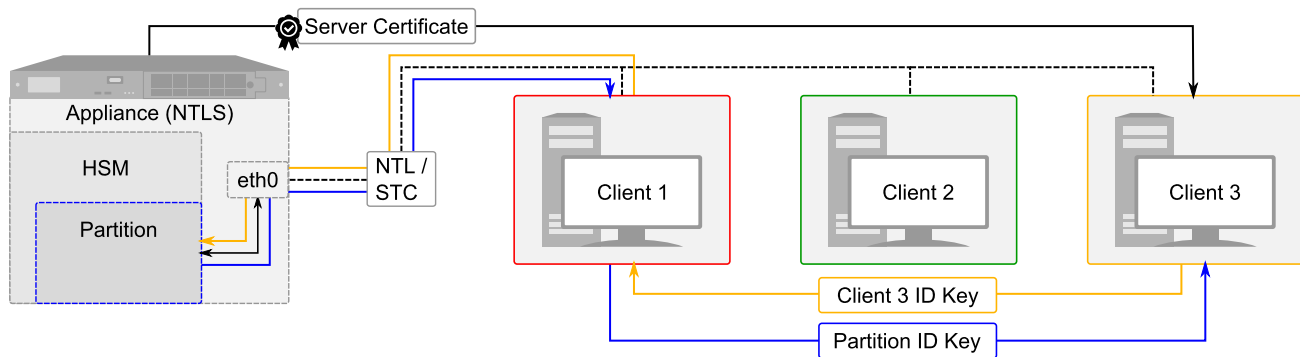 Server Certificate
Appliance (NTLS)
HSM
Partition
eth0
NTL /
STC
Client 1
Client 2
Client 3
Client 3 ID Key
Partition ID Key